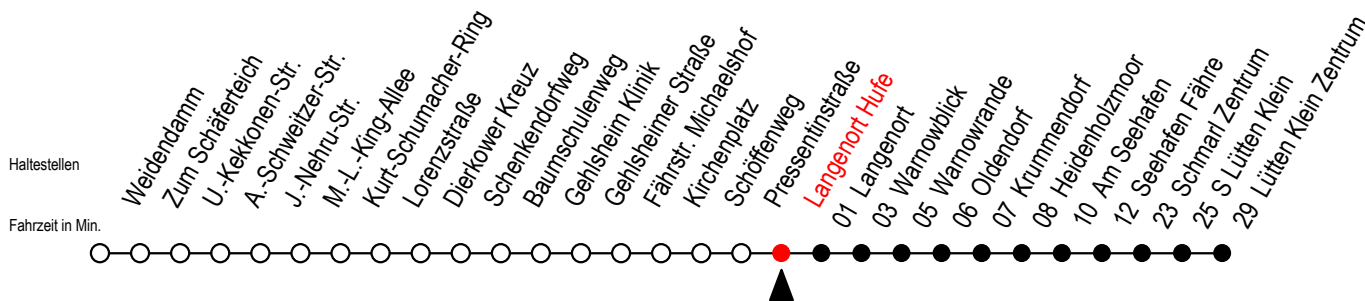 Haltestellen
Fahrzeit in Min.
Weidendamm
Zum Schäferteich
U.-Kekkonen-Str.
A.-Schweitzer-Str.
J.-Nehru-Str.
M.-L.-King-Allee
Kurt-Schumacher-Ring
Lorenzstraße
Dierkower Kreuz
Schenkendorfweg
Baumschulenweg
Gehlsheim Klinik
Gehlsheimer Straße
Fährstr. Michaelshof
Kirchenplatz
Schöffenweg
Pressentinstraße
Langenort Hufe
01 Langenort
03 Warnowblick
05 Warnowrande
06 Oldendorf
07 Krummendorf
08 Heidenholzmoor
10 Am Seehafen
12 Seehafen Fähre
23 Schmarl Zentrum
25 S Lütten Klein
29 Lütten Klein Zentrum